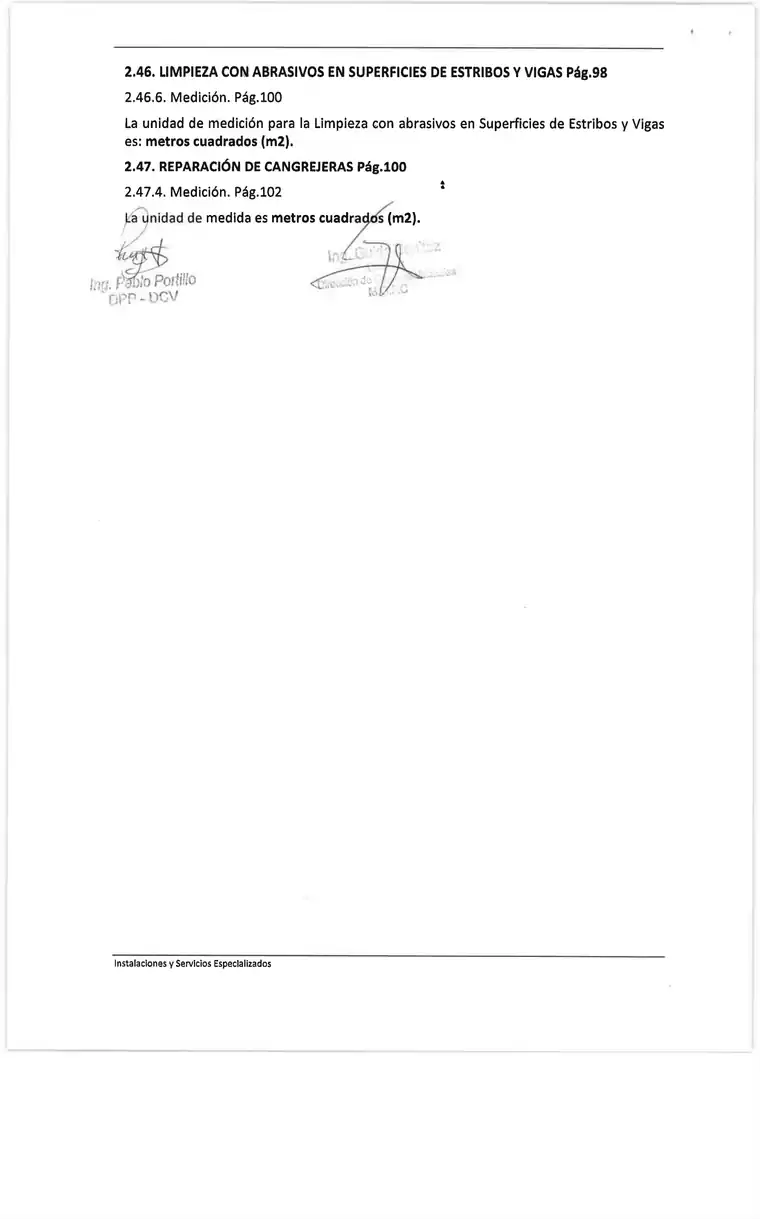 2.46. LIMPIEZA CON ABRASIVOS EN SUPERFICIES DE ESTRIBOS Y VIGAS Pág.98
2.46.6. Medición. Pág.100
La unidad de medición para la Limpieza con abrasivos en Superficies de Estribos y Vigas
es: metros cuadrados (m2).
2.47. REPARACIÓN DE CANGREJERAS Pág.100
2.47.4. Medición. Pág.102
La unidad de medida es metros cuadrados (m2).
Ing.
Ing. Pablo Portillo
Dirección de
DPP - DCV
Instalaciones y Servicios Especializados